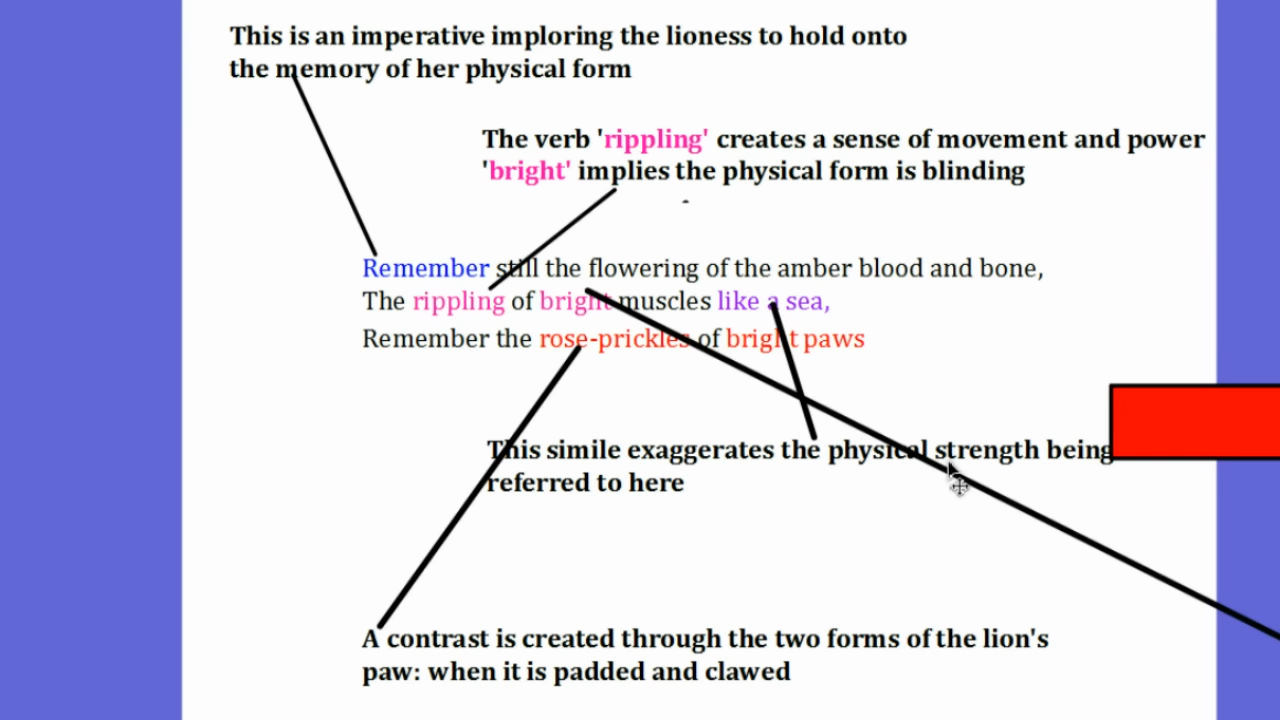 This is an imperative imploring the lioness to hold onto
the memory of her physical form
The verb 'rippling' creates a sense of movement and power
'bright' implies the physical form is blinding
Remember still the flowering of the amber blood and bone,
The rippling of bright muscles like a sea,
Remember the rose-prickles of bright paws
This simile exaggerates the physical strength being
referred to here
A contrast is created through the two forms of the lion's
paw: when it is padded and clawed